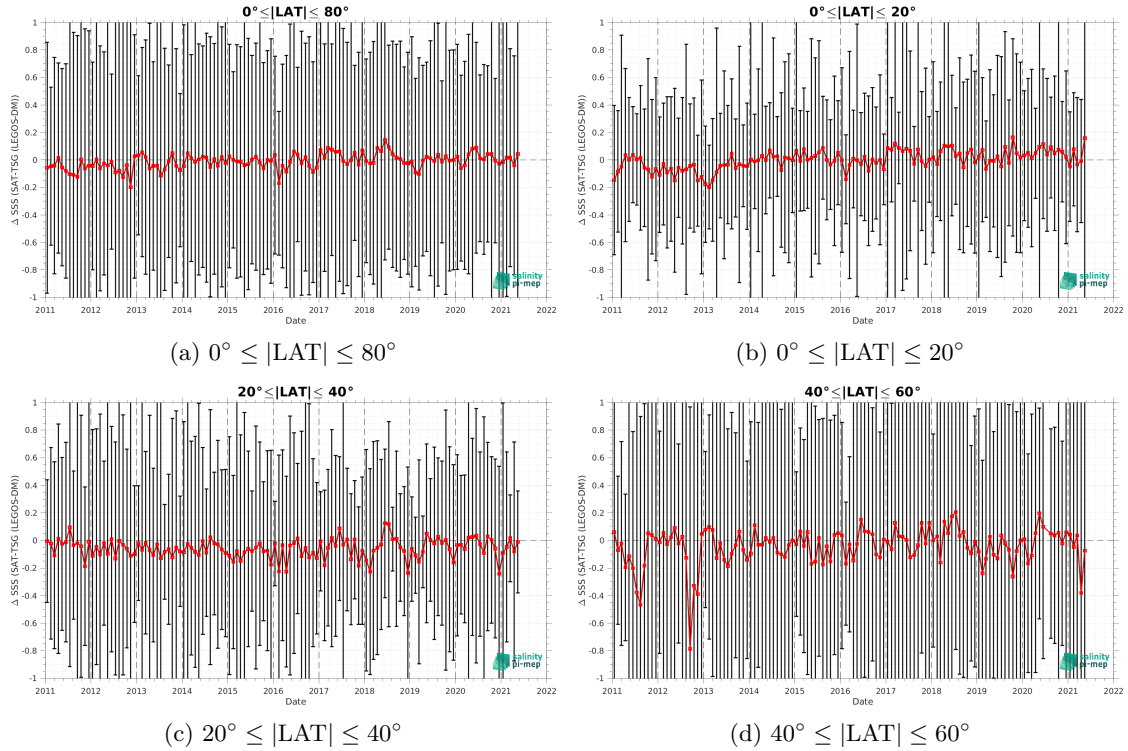 0°≤|LAT|≤ 80°
Δ SSS (SAT-TSG (LEGOS-DM))
1
0.8
0.6
0.4
0.2
0
-0.2
-0.4
-0.6
-0.8
-1
2011 2012 2013 2014 2015 2016 2017 2018 2019 2020 2021 2022
Date
salinity
pi-mep
(a) 0° ≤ |LAT| ≤ 80°
0°≤|LAT|≤ 20°
Δ SSS (SAT-TSG (LEGOS-DM))
1
0.8
0.6
0.4
0.2
0
-0.2
-0.4
-0.6
-0.8
-1
2011 2012 2013 2014 2015 2016 2017 2018 2019 2020 2021 2022
Date
salinity
pi-mep
(b) 0° ≤ |LAT| ≤ 20°
20°≤|LAT|≤ 40°
Δ SSS (SAT-TSG (LEGOS-DM))
1
0.8
0.6
0.4
0.2
0
-0.2
-0.4
-0.6
-0.8
-1
2011 2012 2013 2014 2015 2016 2017 2018 2019 2020 2021 2022
Date
salinity
pi-mep
(c) 20° ≤ |LAT| ≤ 40°
40°≤|LAT|≤ 60°
Δ SSS (SAT-TSG (LEGOS-DM))
1
0.8
0.6
0.4
0.2
0
-0.2
-0.4
-0.6
-0.8
-1
2011 2012 2013 2014 2015 2016 2017 2018 2019 2020 2021 2022
Date
salinity
pi-mep
(d) 40° ≤ |LAT| ≤ 60°